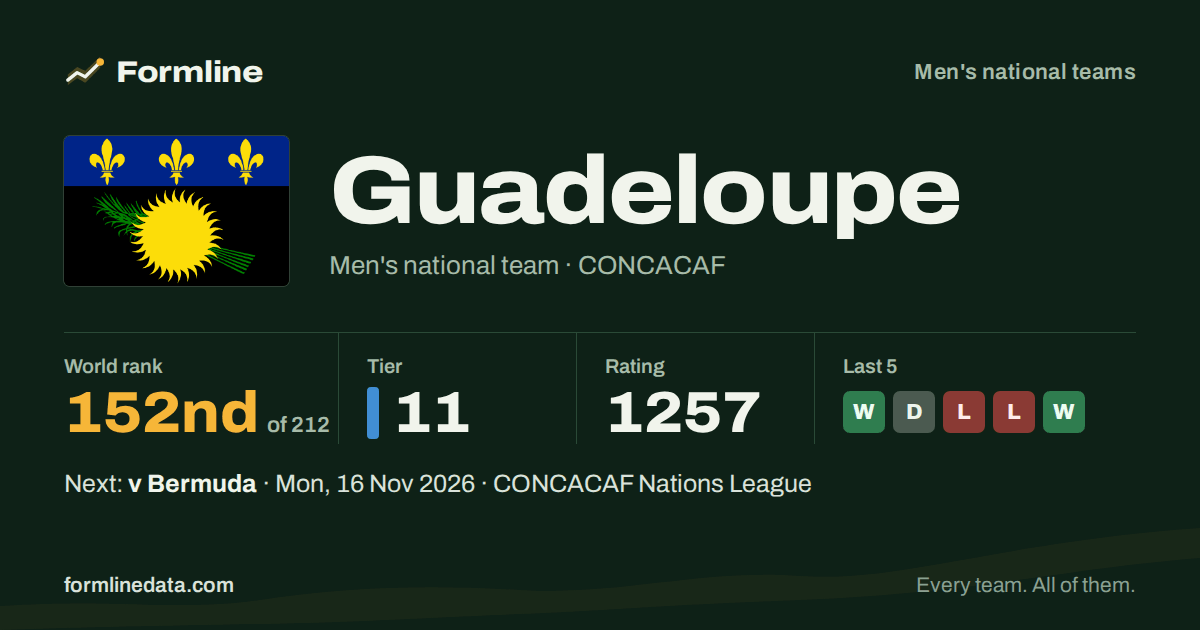 Formline
Men's national teams
Guadeloupe
Men's national team · CONCACAF
World rank
152nd of 212
Tier
11
Rating
1257
Last 5
W D L L W
Next: v Bermuda · Mon, 16 Nov 2026 · CONCACAF Nations League
formlinedata.com
Every team. All of them.